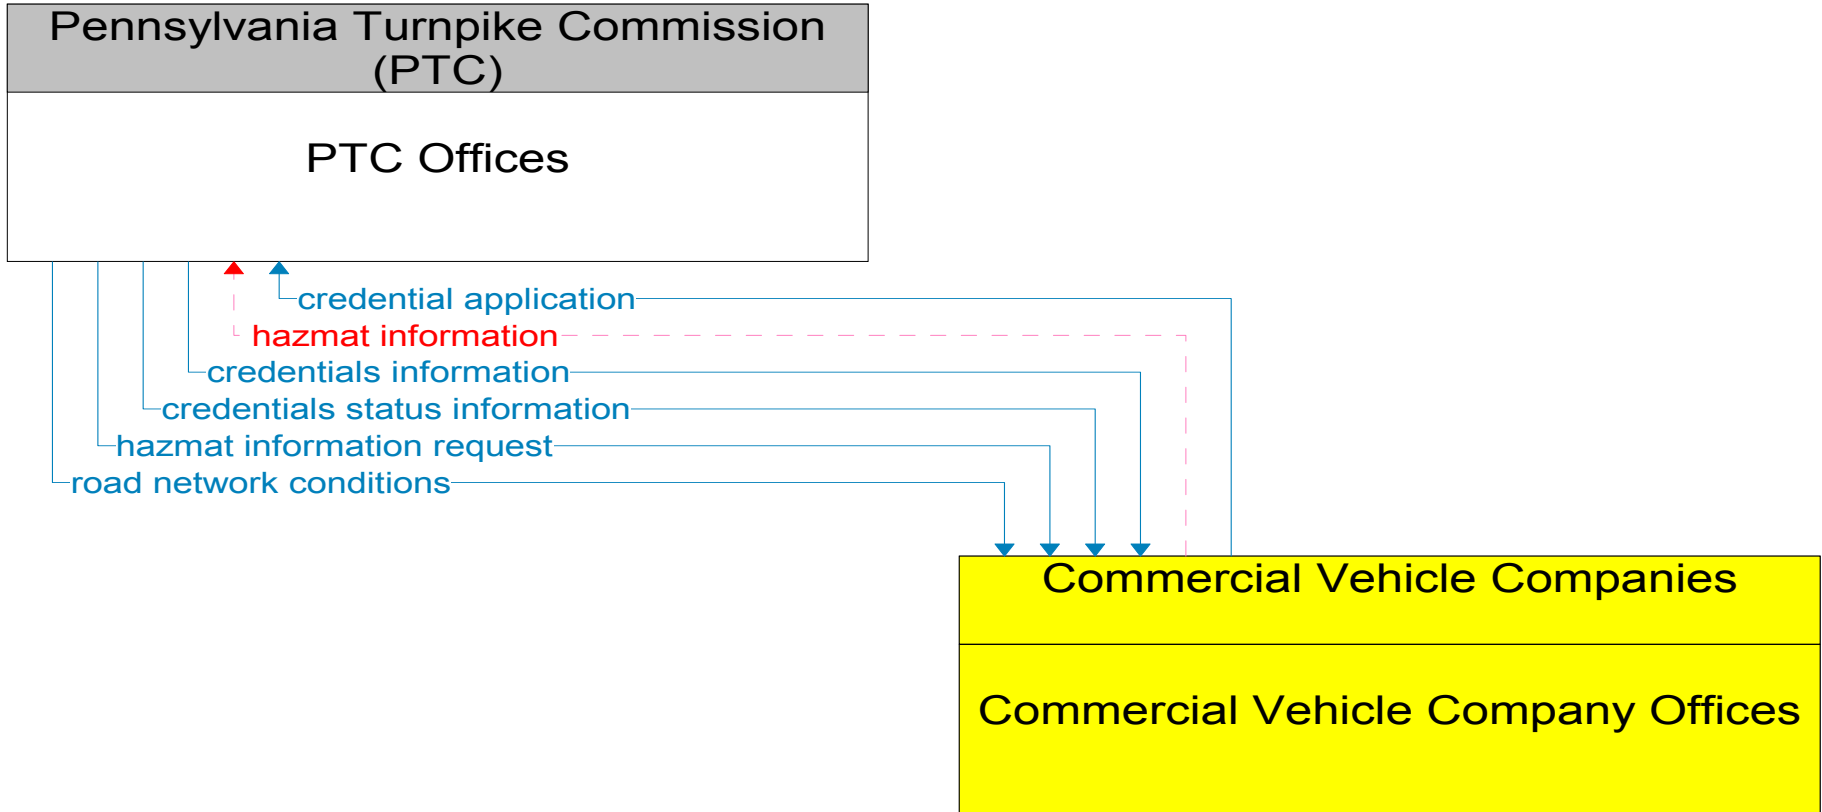 Pennsylvania Turnpike Commission
(PTC)
PTC Offices
credential application
hazmat information
credentials information
credentials status information
hazmat information request
road network conditions
Commercial Vehicle Companies
Commercial Vehicle Company Offices